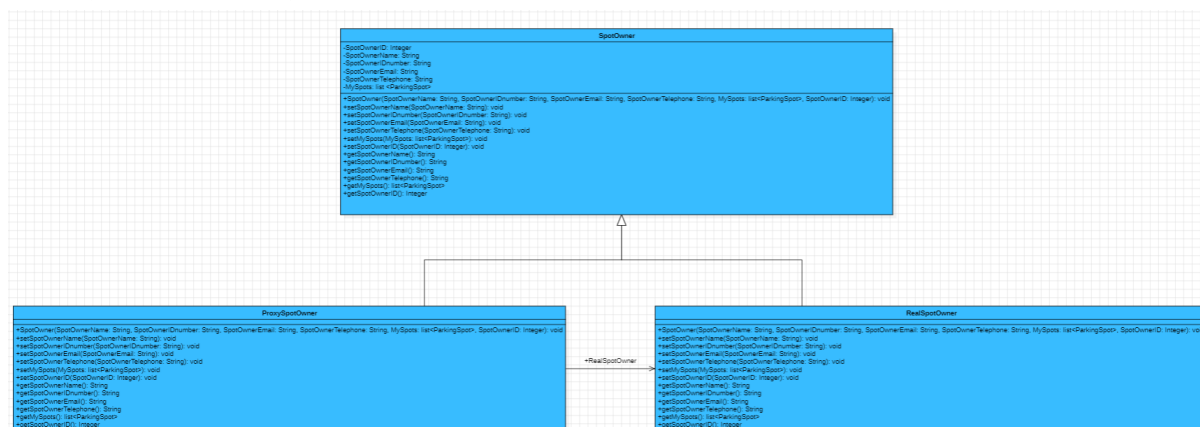 SpotOwner
-SpotOwnerID: Integer
-SpotOwnerName: String
-SpotOwnerIDnumber: String
-SpotOwnerEmail: String
-SpotOwnerTelephone: String
-MySpots: list <ParkingSpot>
+SpotOwner(SpotOwnerName: String, SpotOwnerIDnumber: String, SpotOwnerEmail: String, SpotOwnerTelephone: String, MySpots: list<ParkingSpot>, SpotOwnerID: Integer): void
+setSpotOwnerName(SpotOwnerName: String): void
+setSpotOwnerIDnumber(SpotOwnerIDnumber: String): void
+setSpotOwnerEmail(SpotOwnerEmail: String): void
+setSpotOwnerTelephone(SpotOwnerTelephone: String): void
+setMySpots(MySpots: list<ParkingSpot>): void
+setSpotOwnerID(SpotOwnerID: Integer): void
+getSpotOwnerName(): String
+getSpotOwnerIDnumber(): String
+getSpotOwnerEmail(): String
+getSpotOwnerTelephone(): String
+getMySpots(): list<ParkingSpot>
+getSpotOwnerID(): Integer
ProxySpotOwner
+SpotOwner(SpotOwnerName: String, SpotOwnerIDnumber: String, SpotOwnerEmail: String, SpotOwnerTelephone: String, MySpots: list<ParkingSpot>, SpotOwnerID: Integer): void
+setSpotOwnerName(SpotOwnerName: String): void
+setSpotOwnerIDnumber(SpotOwnerIDnumber: String): void
+setSpotOwnerEmail(SpotOwnerEmail: String): void
+setSpotOwnerTelephone(SpotOwnerTelephone: String): void
+setMySpots(MySpots: list<ParkingSpot>): void
+setSpotOwnerID(SpotOwnerID: Integer): void
+getSpotOwnerName(): String
+getSpotOwnerIDnumber(): String
+getSpotOwnerEmail(): String
+getSpotOwnerTelephone(): String
+getMySpots(): list<ParkingSpot>
+getSpotOwnerID(): Integer
+RealSpotOwner
RealSpotOwner
+SpotOwner(SpotOwnerName: String, SpotOwnerIDnumber: String, SpotOwnerEmail: String, SpotOwnerTelephone: String, MySpots: list<ParkingSpot>, SpotOwnerID: Integer):
+setSpotOwnerName(SpotOwnerName: String): void
+setSpotOwnerIDnumber(SpotOwnerIDnumber: String): void
+setSpotOwnerEmail(SpotOwnerEmail: String): void
+setSpotOwnerTelephone(SpotOwnerTelephone: String): void
+setMySpots(MySpots: list<ParkingSpot>): void
+setSpotOwnerID(SpotOwnerID: Integer): void
+getSpotOwnerName(): String
+getSpotOwnerIDnumber(): String
+getSpotOwnerEmail(): String
+getSpotOwnerTelephone(): String
+getMySpots(): list<ParkingSpot>
+getSpotOwnerID(): Integer